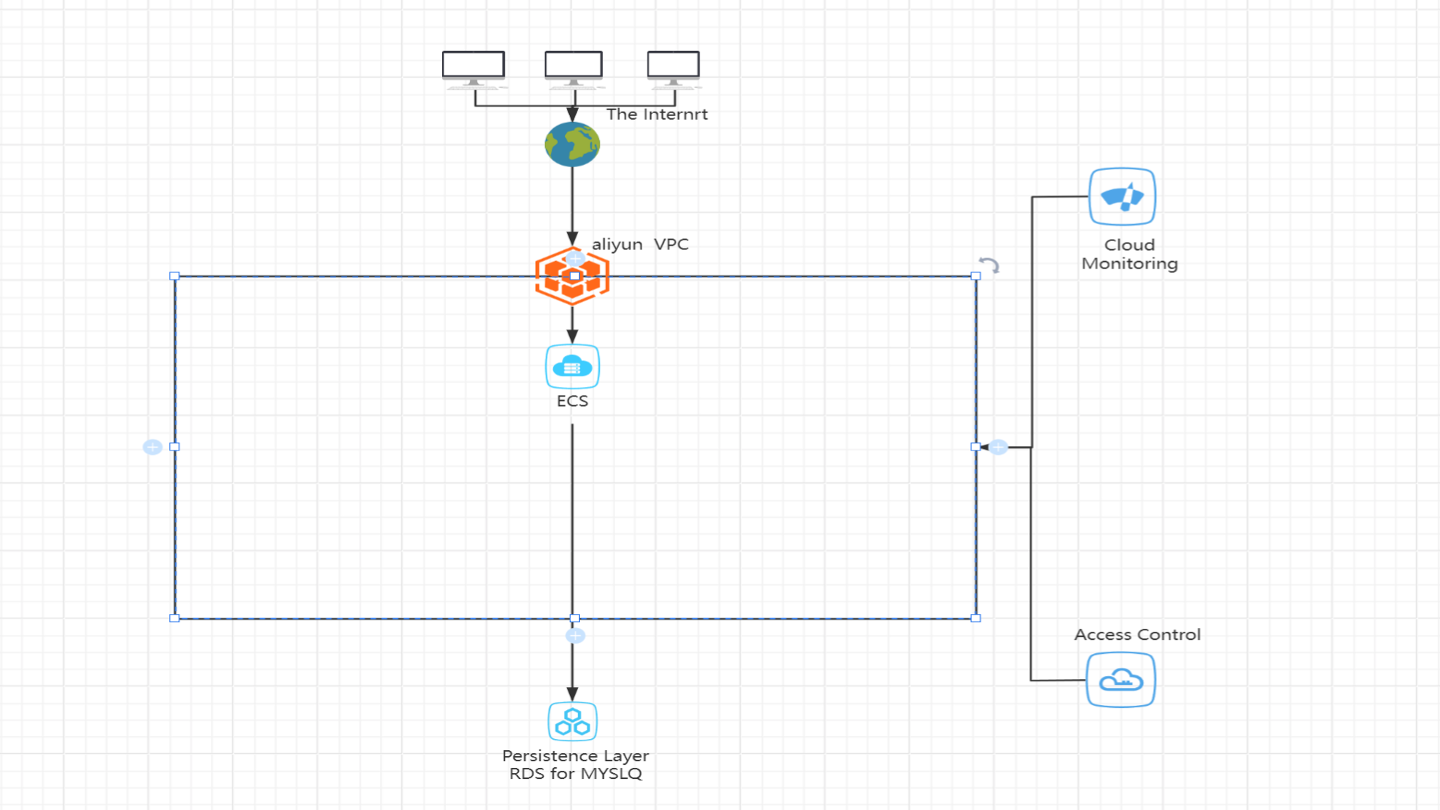 The Internrt
aliyun  VPC
Cloud
Monitoring
ECS
Access Control
Persistence Layer
RDS for MYSLQ